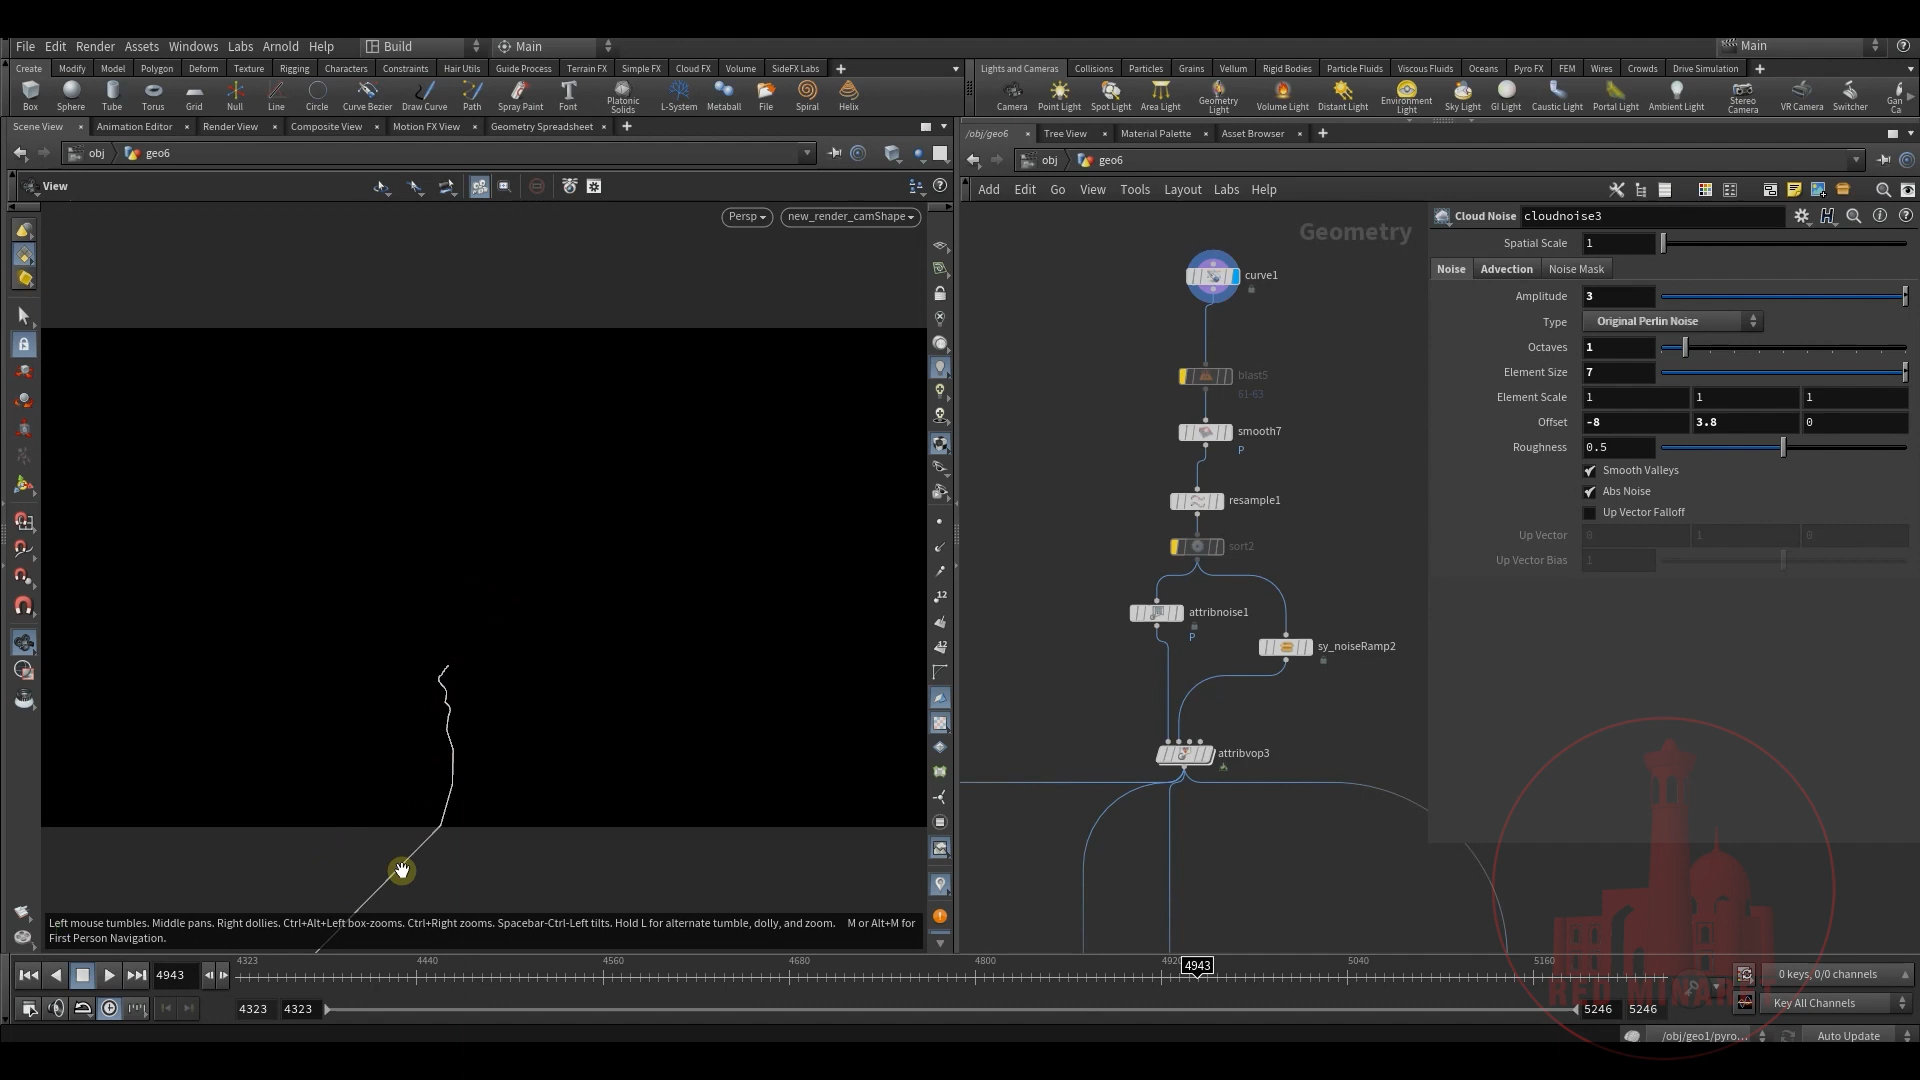 File Edit Render Assets Windows Labs Arnold Help Build Main Main
Create Modify Model Polygon Deform Texture Rigging Characters Constraints Hair Utils Guide Process Terrain FX Simple FX Cloud FX Volume SideFX Labs
Lights and Cameras Collisions Particles Grains Vellum Rigid Bodies Particle Fluids Viscous Fluids Oceans Pyro FX FEM Wires Crowds Drive Simulation
Box Sphere Tube Torus Grid Null Line Circle Curve Bezier Draw Curve Path Spray Paint Font Platonic Solids L-System Metaball File Spiral Helix
Camera Point Light Spot Light Area Light Geometry Light Volume Light Distant Light Environment Light Sky Light GI Light Caustic Light Portal Light Ambient Light Stereo Camera VR Camera Switcher
Scene View Animation Editor Render View Composite View Motion FX View Geometry Spreadsheet
/obj/geo6 Tree View Material Palette Asset Browser
obj geo6
obj geo6
View
Add Edit Go View Tools Layout Labs Help
Persp new_render_camShape
Geometry
Cloud Noise cloudnoise3
Spatial Scale 1
Noise Advection Noise Mask
Amplitude 3
Type Original Perlin Noise
Octaves 1
Element Size 7
Element Scale 1 1 1
Offset -8 3.8 0
Roughness 0.5
Smooth Valleys
Abs Noise
Up Vector Falloff
Up Vector 0 1 0
Up Vector Bias 1
curve1
blast5
61-63
smooth7
P
resample1
sort2
attribnoise1
P
sy_noiseRamp2
attribvop3
12
12
Left mouse tumbles. Middle pans. Right dollies. Ctrl+Alt+Left box-zooms. Ctrl+Right zooms. Spacebar-Ctrl-Left tilts. Hold L for alternate tumble, dolly, and zoom. M or Alt+M for
First Person Navigation.
4943
4323 4440 4560 4680 4800 4920 4943 5040 5160
0 keys, 0/0 channels
4323 4323 5246 5246
Key All Channels
RED MINARET
/obj/geo1/pyro... Auto Update